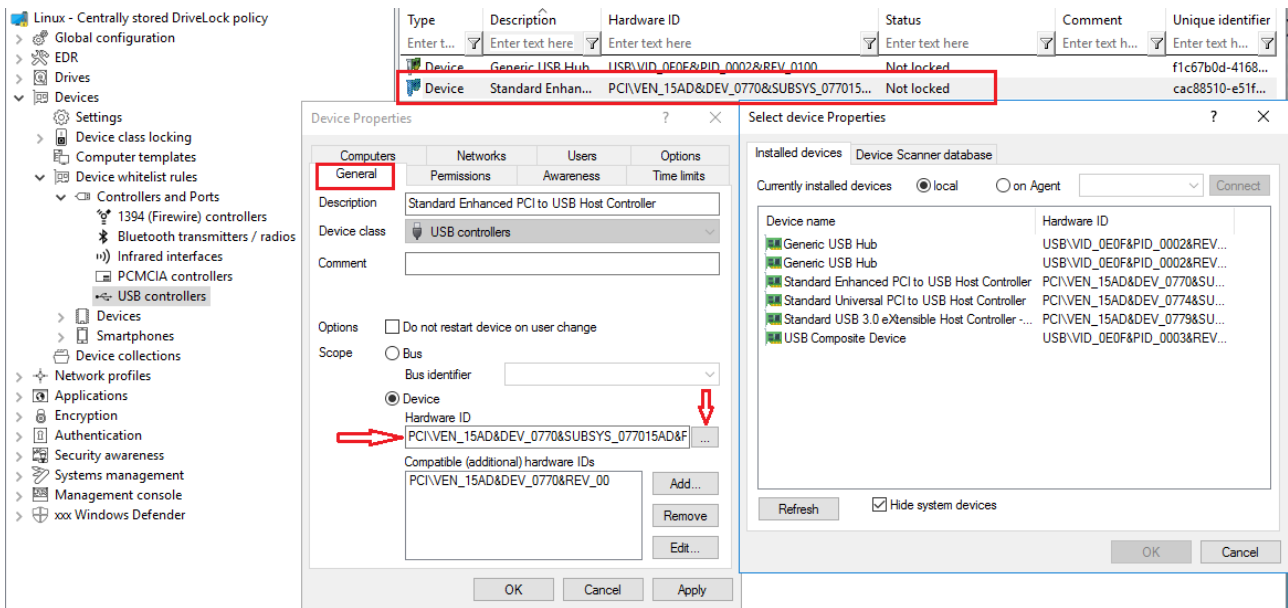 Linux - Centrally stored DriveLock policy
Global configuration
EDR
Drives
Devices
Settings
Device class locking
Computer templates
Device whitelist rules
Controllers and Ports
1394 (Firewire) controllers
Bluetooth transmitters / radios
Infrared interfaces
PCMCIA controllers
USB controllers
Devices
Smartphones
Device collections
Network profiles
Applications
Encryption
Authentication
Security awareness
Systems management
Management console
xxx Windows Defender
Type Description Hardware ID Status Comment Unique identifier
Enter t... Enter text here Enter text here Enter text here Enter text h... Enter text h...
Device Generic USB Hub USB\VID_0E0F&PID_0002&REV_0100 Not locked f1c67b0d-4168...
Device Standard Enhan... PCI\VEN_15AD&DEV_0770&SUBSYS_077015... Not locked cac88510-e51f...
Device Properties ? ×
Computers Networks Users Options
General Permissions Awareness Time limits
Description Standard Enhanced PCI to USB Host Controller
Device class USB controllers
Comment
Options Do not restart device on user change
Scope Bus
Bus identifier
Device
Hardware ID
PCI\VEN_15AD&DEV_0770&SUBSYS_077015AD&F ...
Compatible (additional) hardware IDs
PCI\VEN_15AD&DEV_0770&REV_00
Add...
Remove
Edit...
OK Cancel Apply
Select device Properties ? ×
Installed devices Device Scanner database
Currently installed devices local on Agent Connect
Device name Hardware ID
Generic USB Hub USB\VID_0E0F&PID_0002&REV...
Generic USB Hub USB\VID_0E0F&PID_0002&REV...
Standard Enhanced PCI to USB Host Controller PCI\VEN_15AD&DEV_0770&SU...
Standard Universal PCI to USB Host Controller PCI\VEN_15AD&DEV_0774&SU...
Standard USB 3.0 eXtensible Host Controller -... PCI\VEN_15AD&DEV_0779&SU...
USB Composite Device USB\VID_0E0F&PID_0003&REV...
Refresh Hide system devices
OK Cancel